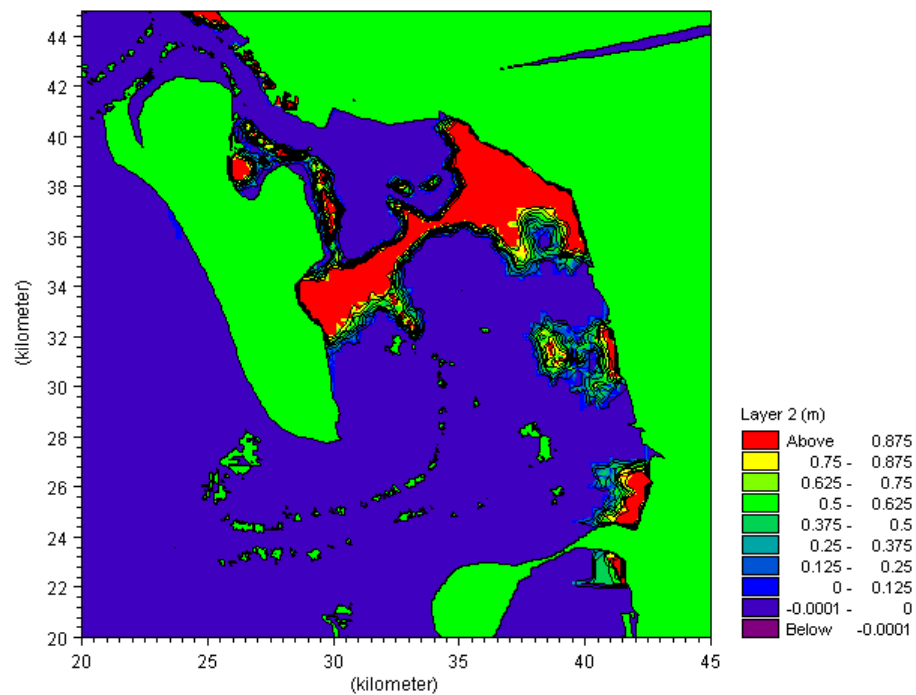 44
42
40
38
36
34
32
30
28
26
24
22
20
(kilometer)
20 25 30 35 40 45
(kilometer)
Layer 2 (m)
Above 0.875
0.75 - 0.875
0.625 - 0.75
0.5 - 0.625
0.375 - 0.5
0.25 - 0.375
0.125 - 0.25
0 - 0.125
-0.0001 - 0
Below -0.0001